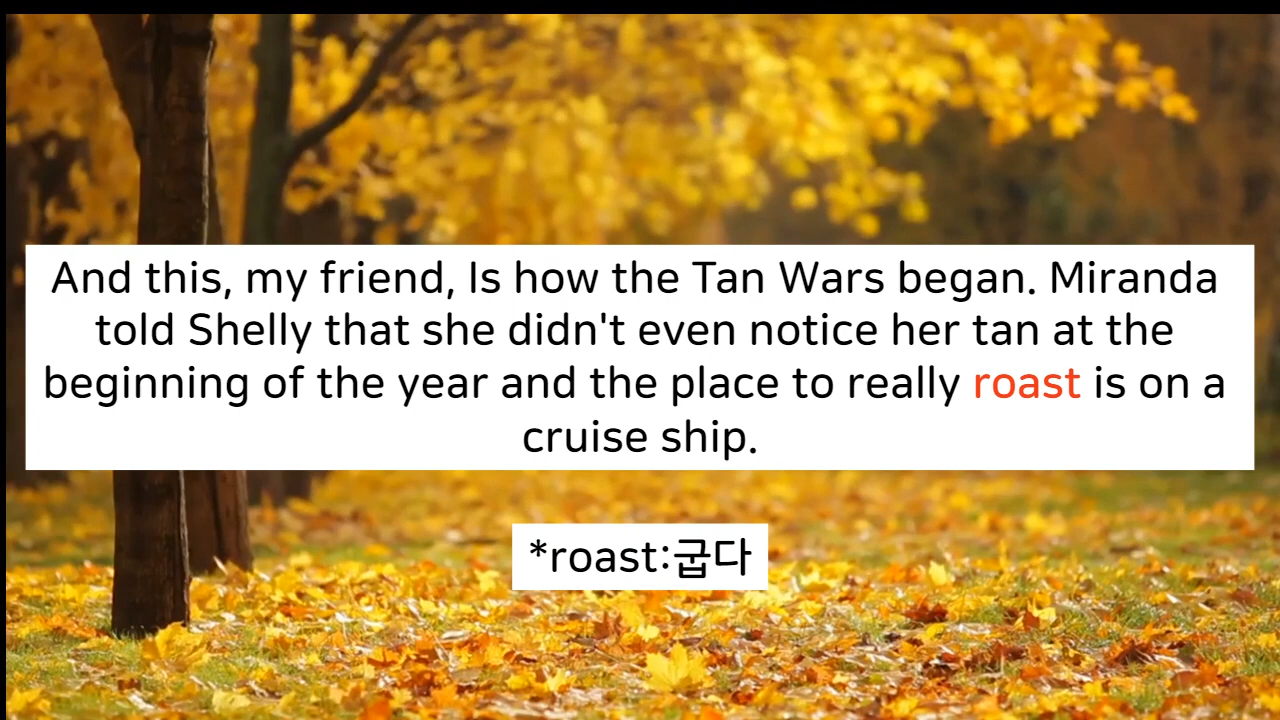 And this, my friend, Is how the Tan Wars began. Miranda
told Shelly that she didn't even notice her tan at the
beginning of the year and the place to really roast is on a
cruise ship.
*roast:굽다